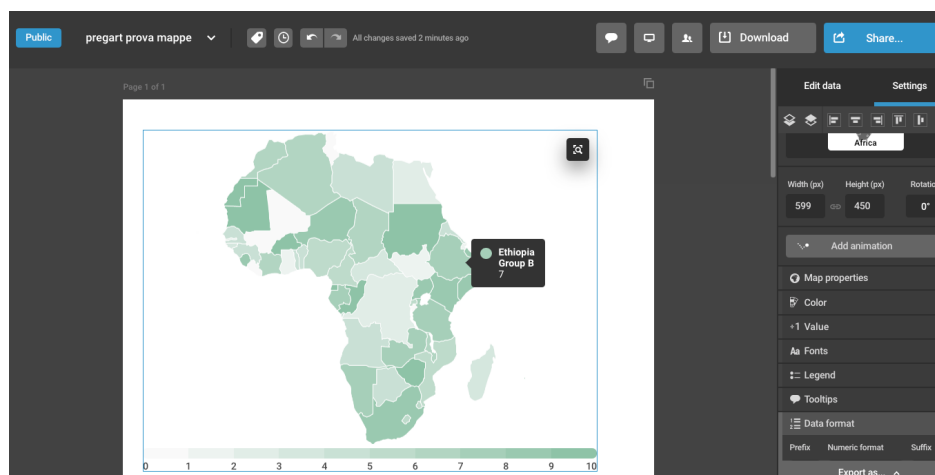 Public
pregart prova mappe
All changes saved 2 minutes ago
Download
Share...
Page 1 of 1
Edit data
Settings
Africa
Width (px)
Height (px)
Rotatio
599
450
0°
Add animation
Map properties
Color
+1 Value
Aa Fonts
Legend
Tooltips
Data format
Prefix
Numeric format
Suffix
Export as...
Ethiopia
Group B
7
0 1 2 3 4 5 6 7 8 9 10